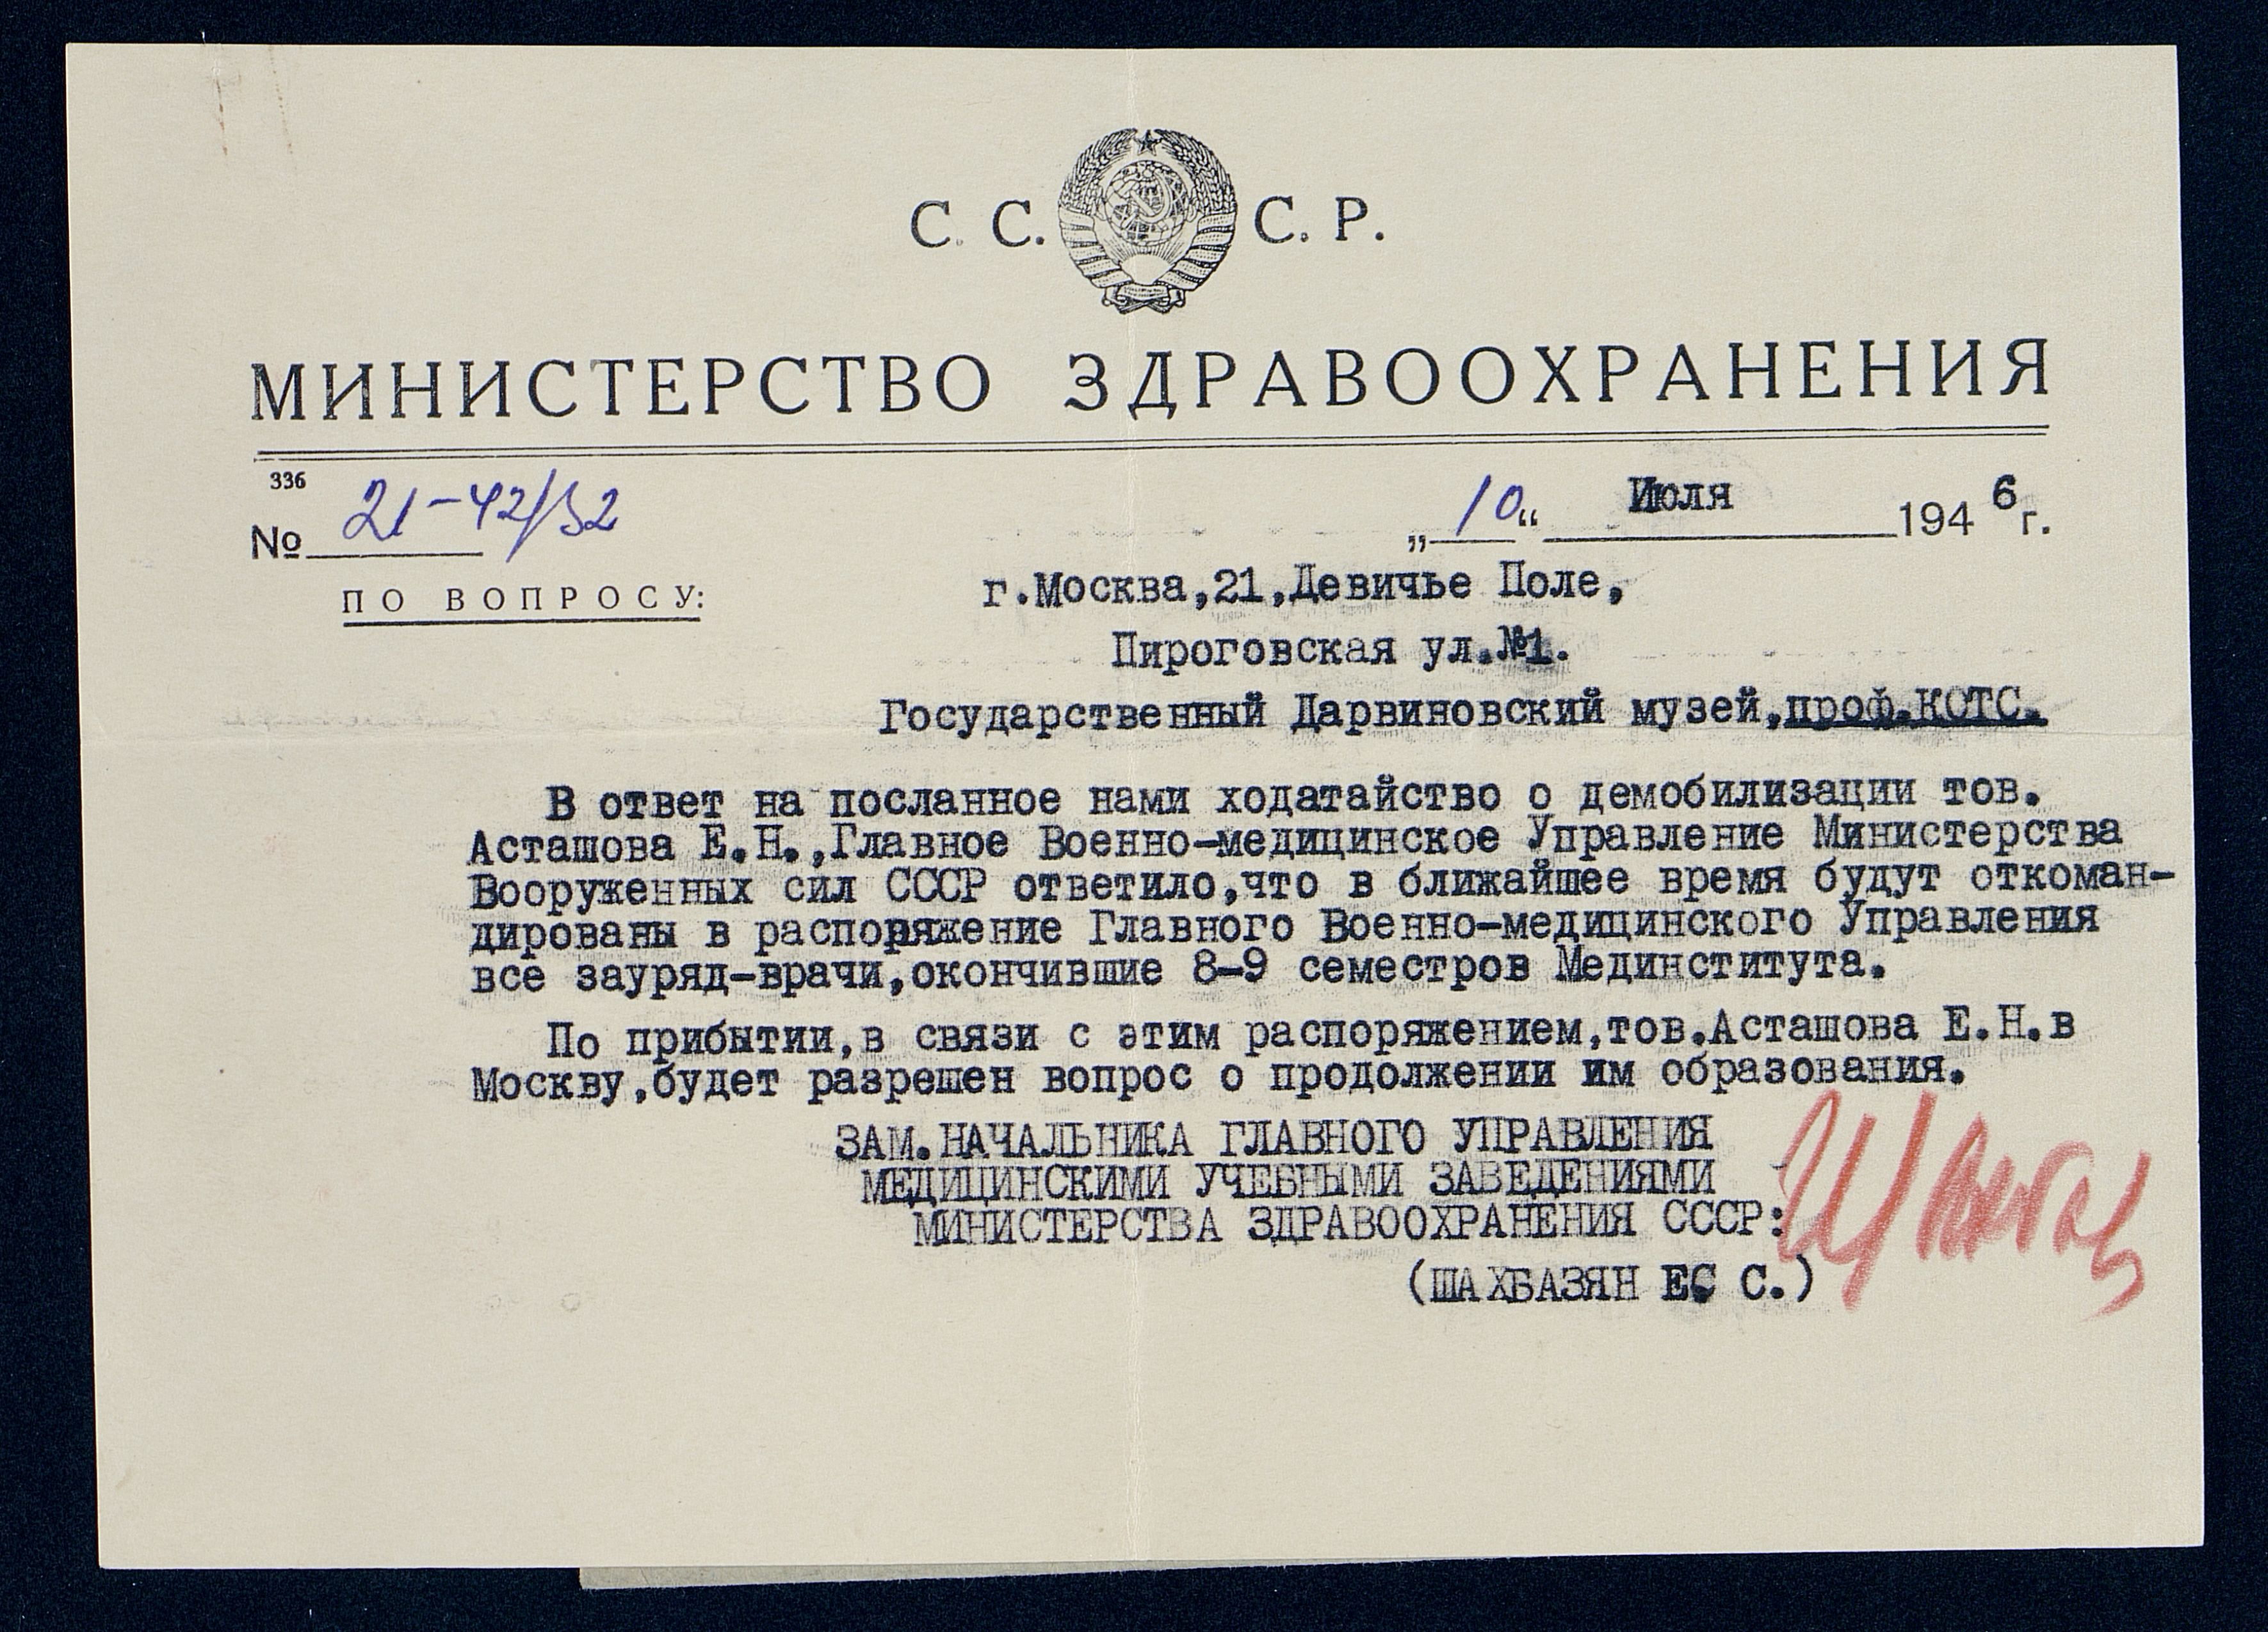 С. С. С. Р.
МИНИСТЕРСТВО ЗДРАВООХРАНЕНИЯ
336
№ 21-42/32
„10“ Июля 1946 г.
ПО ВОПРОСУ:
г.Москва,21,Девичье Поле,
Пироговская ул.№1.
Государственный Дарвиновский музей,проф.КОТС.
В ответ на посланное нами ходатайство о демобилизации тов.
Асташова Е.Н.,Главное Военно-медицинское Управление Министерства
Вооруженных сил СССР ответило,что в ближайшее время будут откоман-
дированы в распоряжение Главного Военно-медицинского Управления
все зауряд-врачи,окончившие 8-9 семестров Мединститута.
По прибытии,в связи с этим распоряжением,тов.Асташова Е.Н.в
Москву,будет разрешен вопрос о продолжении им образования.
ЗАМ.НАЧАЛЬНИКА ГЛАВНОГО УПРАВЛЕНИЯ
МЕДИЦИНСКИМИ УЧЕБНЫМИ ЗАВЕДЕНИЯМИ
МИНИСТЕРСТВА ЗДРАВООХРАНЕНИЯ СССР:
(ШАХБАЗЯН Е. С.)